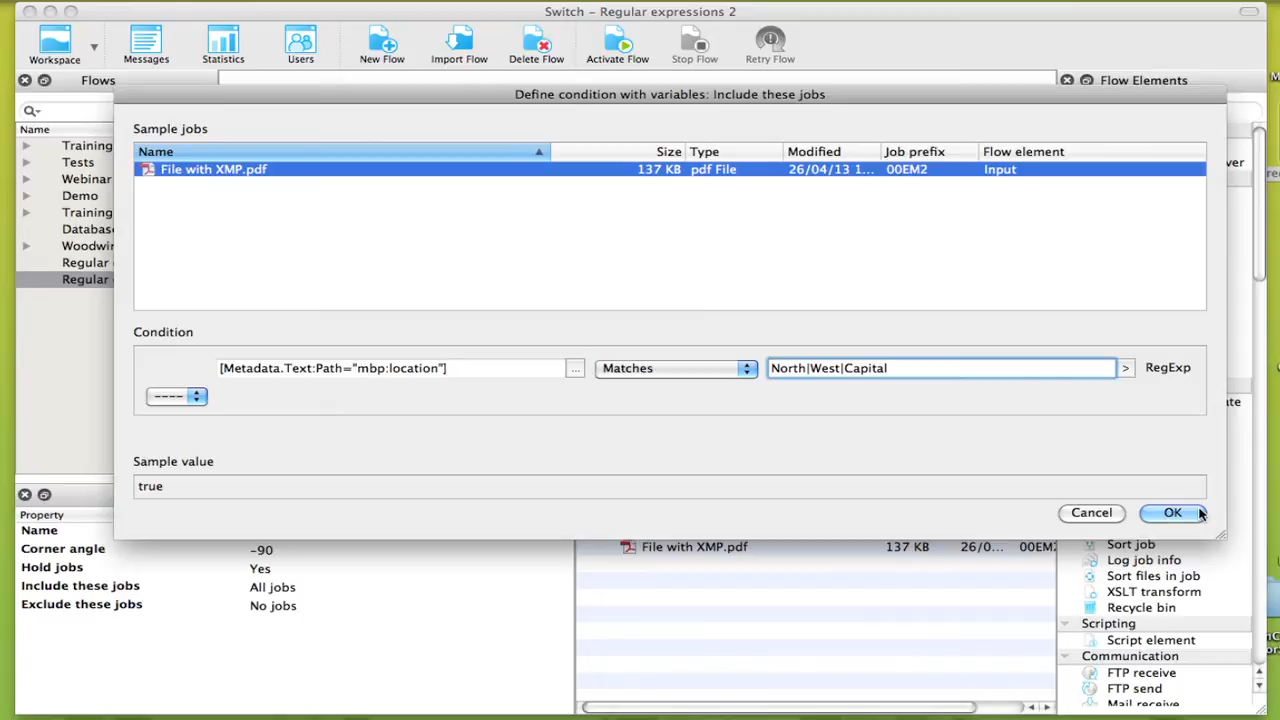 Switch – Regular expressions 2
Workspace Messages Statistics Users New Flow Import Flow Delete Flow Activate Flow Stop Flow Retry Flow
Flows
Flow Elements
Define condition with variables: Include these jobs
Name
Training
Tests
Webinar
Demo
Training
Databas
Woodwi
Regular
Regular
Sample jobs
Name Size Type Modified Job prefix Flow element
File with XMP.pdf 137 KB pdf File 26/04/13 1... 00EM2 Input
Condition
[Metadata.Text:Path="mbp:location"] ... Matches North|West|Capital > RegExp
----
Sample value
true
Cancel OK
ver
ate
Property
Name
Corner angle -90
Hold jobs Yes
Include these jobs All jobs
Exclude these jobs No jobs
File with XMP.pdf 137 KB 26/0... 00EM
Sort job
Log job info
Sort files in job
XSLT transform
Recycle bin
Scripting
Script element
Communication
FTP receive
FTP send
Mail receive